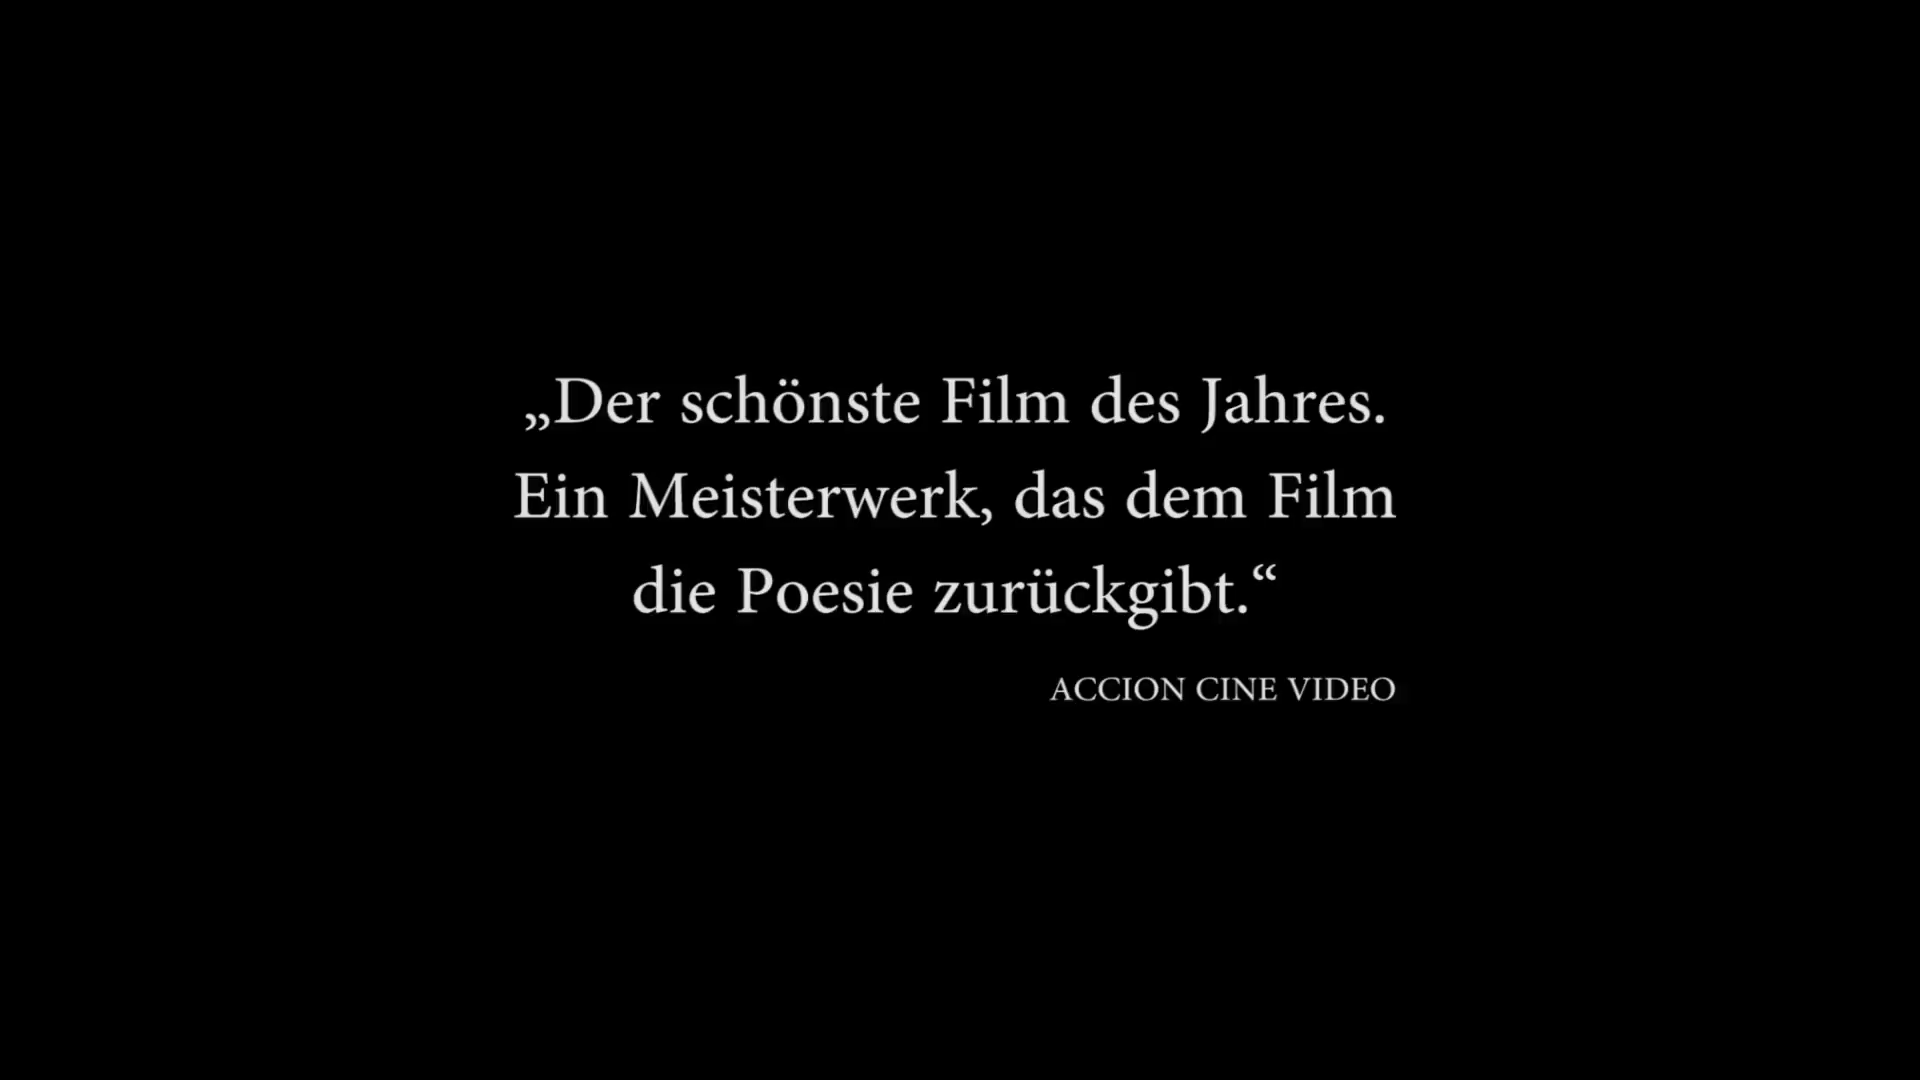 „Der schönste Film des Jahres.
Ein Meisterwerk, das dem Film
die Poesie zurückgibt.“
ACCION CINE VIDEO